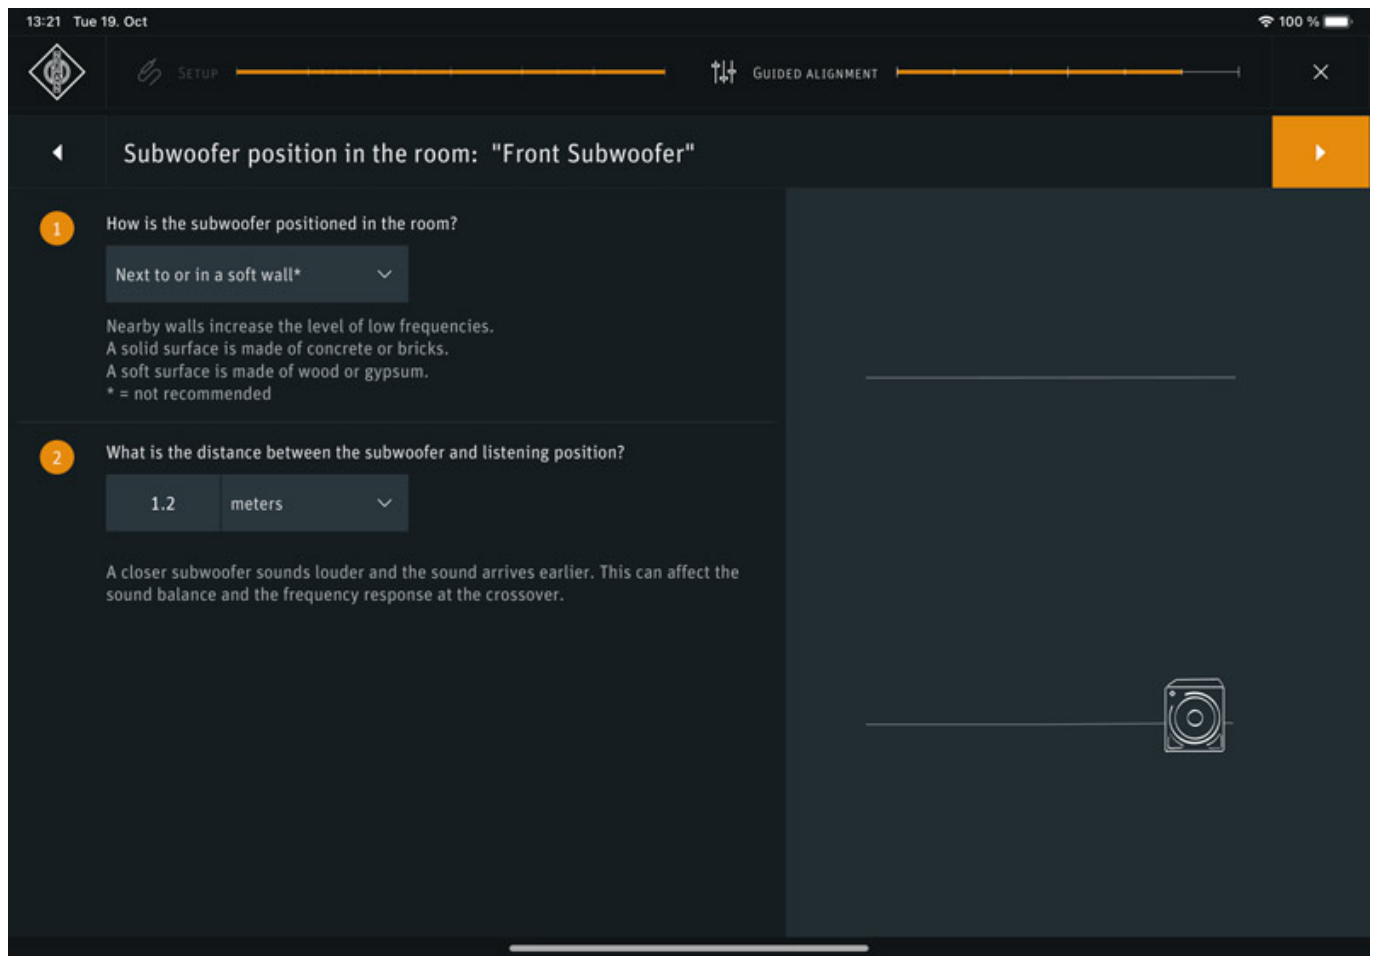 13:21 Tue 19. Oct
100 %
SETUP
GUIDED ALIGNMENT
Subwoofer position in the room: "Front Subwoofer"
1
How is the subwoofer positioned in the room?
Next to or in a soft wall*
Nearby walls increase the level of low frequencies.
A solid surface is made of concrete or bricks.
A soft surface is made of wood or gypsum.
* = not recommended
2
What is the distance between the subwoofer and listening position?
1.2 meters
A closer subwoofer sounds louder and the sound arrives earlier. This can affect the
sound balance and the frequency response at the crossover.